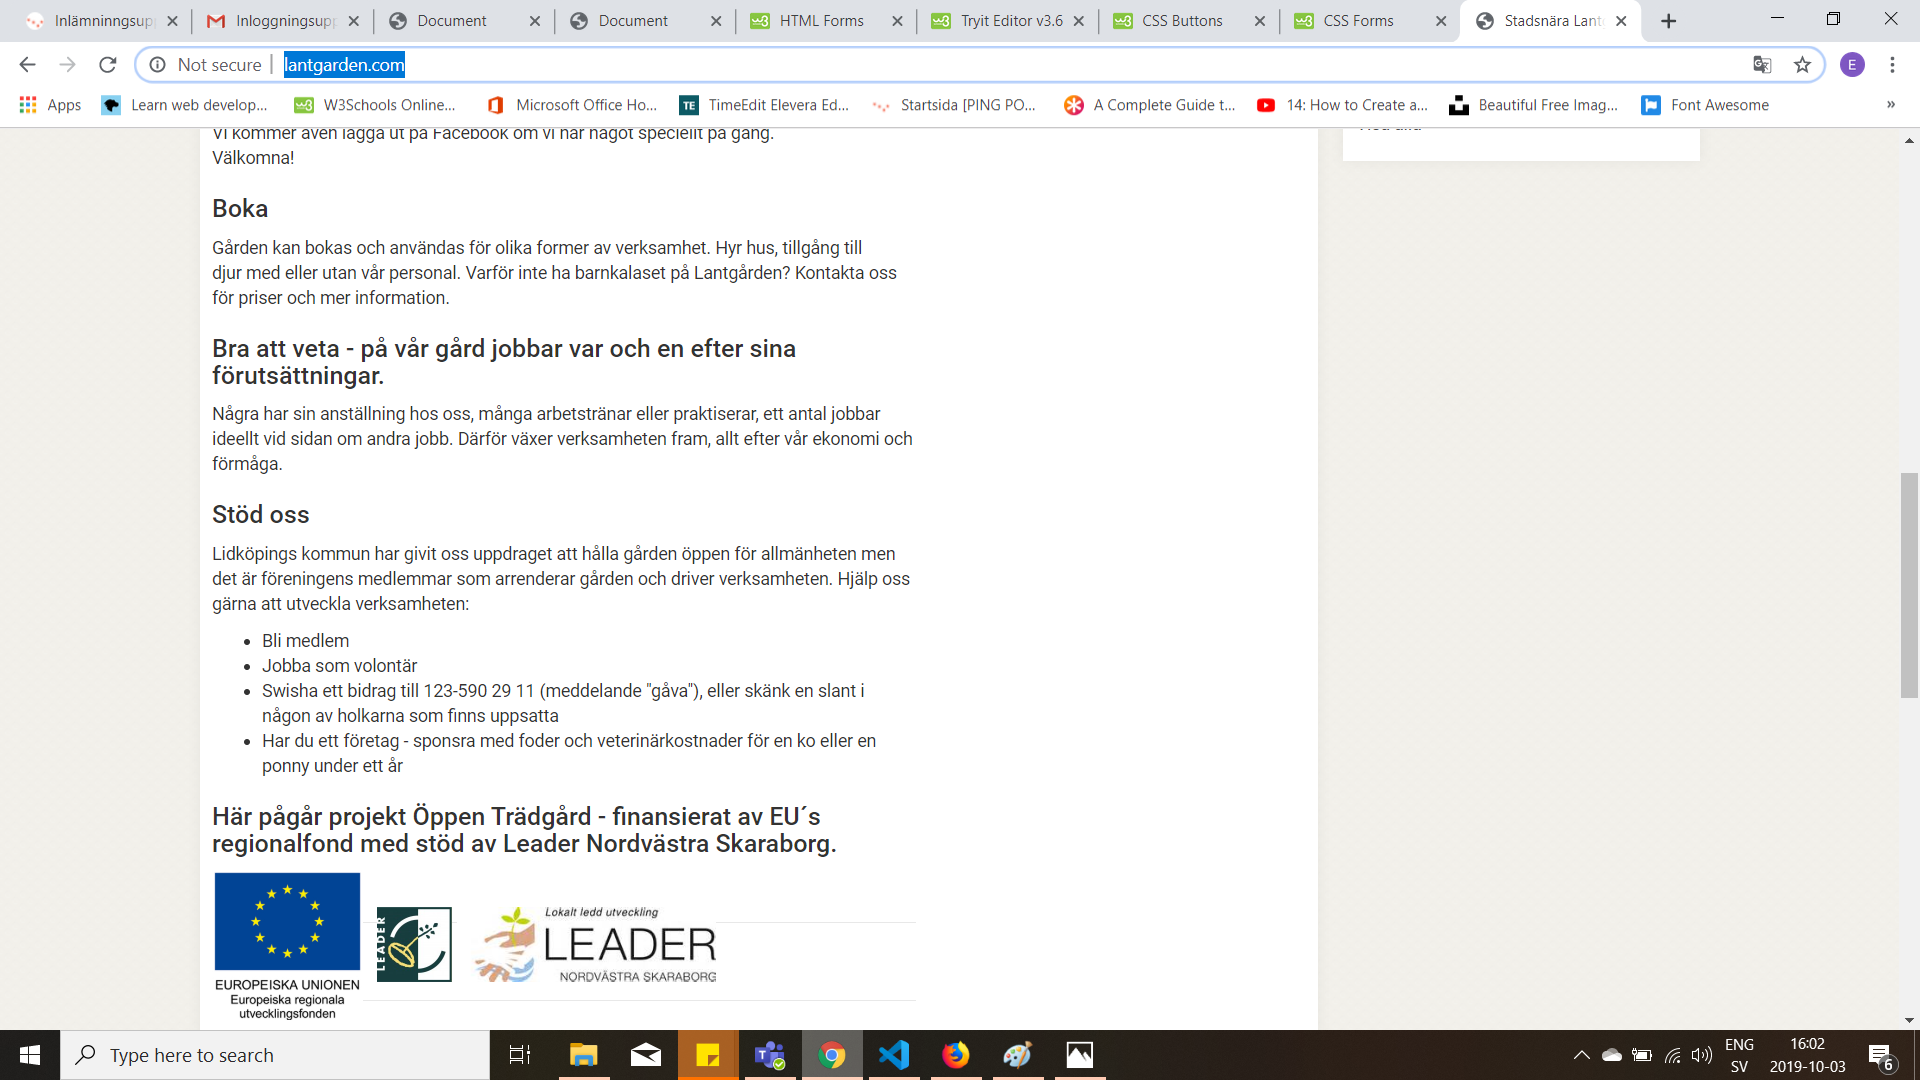 Inlämninngsupp
Inloggningsupp
Document
Document
HTML Forms
Tryit Editor v3.6
CSS Buttons
CSS Forms
Stadsnära Lant
Not secure
lantgarden.com
E
Apps
Learn web develop...
W3Schools Online...
Microsoft Office Ho...
TimeEdit Elevera Ed...
Startsida [PING PO...
A Complete Guide t...
14: How to Create a...
Beautiful Free Imag...
Font Awesome
»
Vi kommer även lägga ut på Facebook om vi har något speciellt på gång.
Välkomna!
Boka
Gården kan bokas och användas för olika former av verksamhet. Hyr hus, tillgång till
djur med eller utan vår personal. Varför inte ha barnkalaset på Lantgården? Kontakta oss
för priser och mer information.
Bra att veta - på vår gård jobbar var och en efter sina
förutsättningar.
Några har sin anställning hos oss, många arbetstränar eller praktiserar, ett antal jobbar
ideellt vid sidan om andra jobb. Därför växer verksamheten fram, allt efter vår ekonomi och
förmåga.
Stöd oss
Lidköpings kommun har givit oss uppdraget att hålla gården öppen för allmänheten men
det är föreningens medlemmar som arrenderar gården och driver verksamheten. Hjälp oss
gärna att utveckla verksamheten:
• Bli medlem
• Jobba som volontär
• Swisha ett bidrag till 123-590 29 11 (meddelande "gåva"), eller skänk en slant i
någon av holkarna som finns uppsatta
• Har du ett företag - sponsra med foder och veterinärkostnader för en ko eller en
ponny under ett år
Här pågår projekt Öppen Trädgård - finansierat av EU´s
regionalfond med stöd av Leader Nordvästra Skaraborg.
EUROPEISKA UNIONEN
Europeiska regionala
utvecklingsfonden
LEADER
Lokalt ledd utveckling
LEADER
NORDVÄSTRA SKARABORG
Type here to search
ENG
SV
16:02
2019-10-03
6